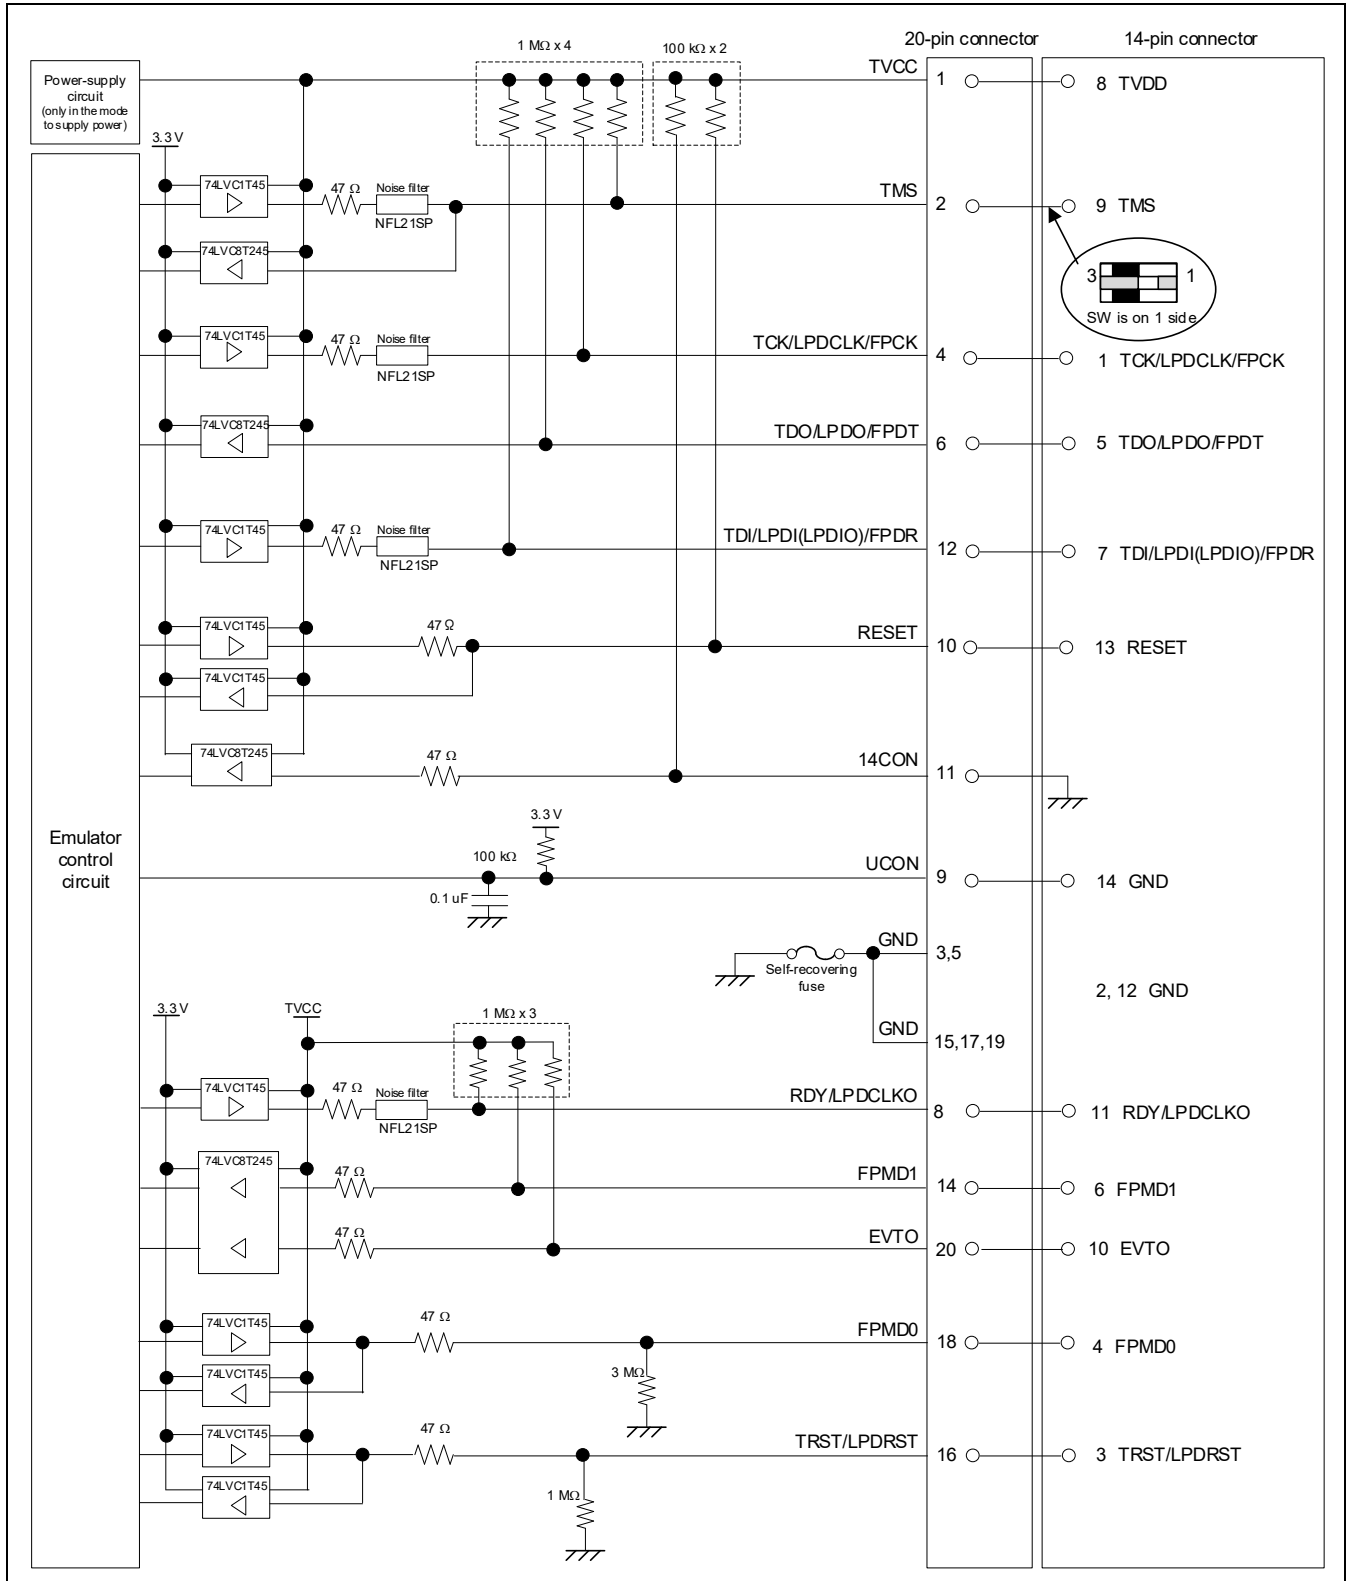 20-pin connector
14-pin connector
1 MΩ x 4
100 kΩ x 2
Power-supply
circuit
(only in the mode
to supply power)
TVCC
1
8 TVDD
3.3 V
74LVC1T45
47 Ω
Noise filter
NFL21SP
TMS
2
9 TMS
74LVC8T245
3
1
SW is on 1 side
74LVC1T45
47 Ω
Noise filter
NFL21SP
TCK/LPDCLK/FPCK
4
1 TCK/LPDCLK/FPCK
74LVC8T245
TDO/LPDO/FPDT
6
5 TDO/LPDO/FPDT
74LVC1T45
47 Ω
Noise filter
NFL21SP
TDI/LPDI(LPDIO)/FPDR
12
7 TDI/LPDI(LPDIO)/FPDR
74LVC1T45
47 Ω
RESET
10
13 RESET
74LVC1T45
74LVC8T245
47 Ω
14CON
11
Emulator
control
circuit
3.3 V
100 kΩ
0.1 uF
UCON
9
14 GND
GND
3,5
Self-recovering
fuse
2, 12 GND
GND
15,17,19
3.3 V
TVCC
1 MΩ x 3
74LVC1T45
47 Ω
Noise filter
NFL21SP
RDY/LPDCLKO
8
11 RDY/LPDCLKO
74LVC8T245
47 Ω
FPMD1
14
6 FPMD1
47 Ω
EVTO
20
10 EVTO
74LVC1T45
47 Ω
FPMD0
18
4 FPMD0
74LVC1T45
3 MΩ
74LVC1T45
47 Ω
TRST/LPDRST
16
3 TRST/LPDRST
74LVC1T45
1 MΩ